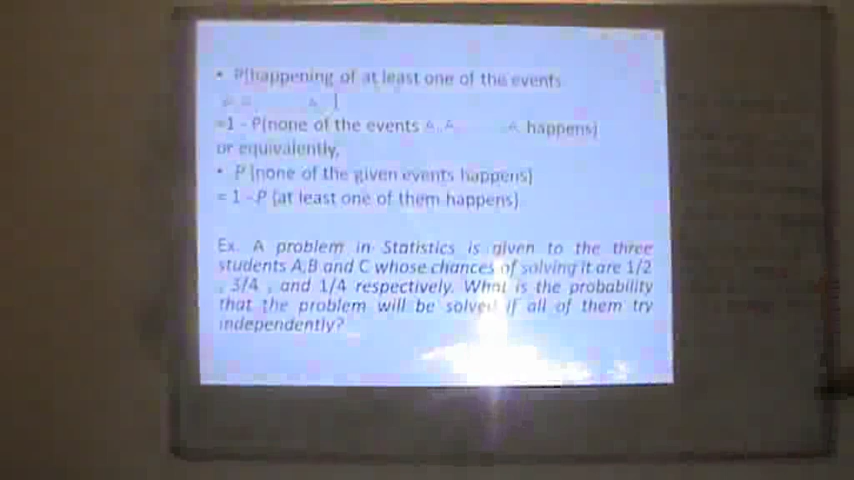 • P[happening of at least one of the events
A
=1 - P(none of the events A, A A happens)
or equivalently,
• P (none of the given events happens)
= 1 -P (at least one of them happens)
Ex. A problem in Statistics is given to the three
students A,B and C whose chances of solving it are 1/2
, 3/4 , and 1/4 respectively. What is the probability
that the problem will be solved if all of them try
independently?